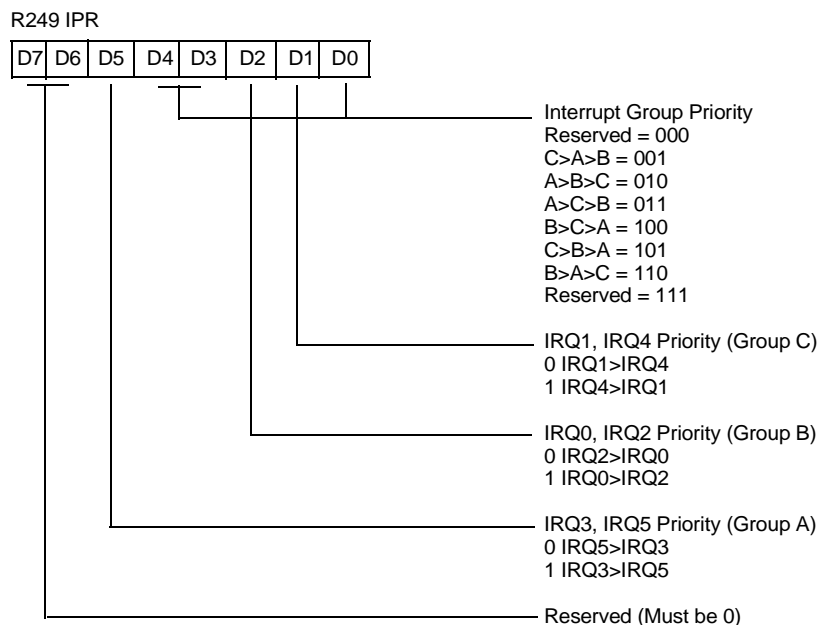 R249 IPR
D7 D6 D5 D4 D3 D2 D1 D0
Interrupt Group Priority
Reserved = 000
C>A>B = 001
A>B>C = 010
A>C>B = 011
B>C>A = 100
C>B>A = 101
B>A>C = 110
Reserved = 111
IRQ1, IRQ4 Priority (Group C)
0 IRQ1>IRQ4
1 IRQ4>IRQ1
IRQ0, IRQ2 Priority (Group B)
0 IRQ2>IRQ0
1 IRQ0>IRQ2
IRQ3, IRQ5 Priority (Group A)
0 IRQ5>IRQ3
1 IRQ3>IRQ5
Reserved (Must be 0)